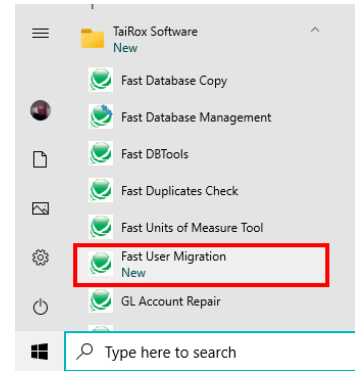 TaiRox Software
New
Fast Database Copy
Fast Database Management
Fast DBTools
Fast Duplicates Check
Fast Units of Measure Tool
Fast User Migration
New
GL Account Repair
Type here to search